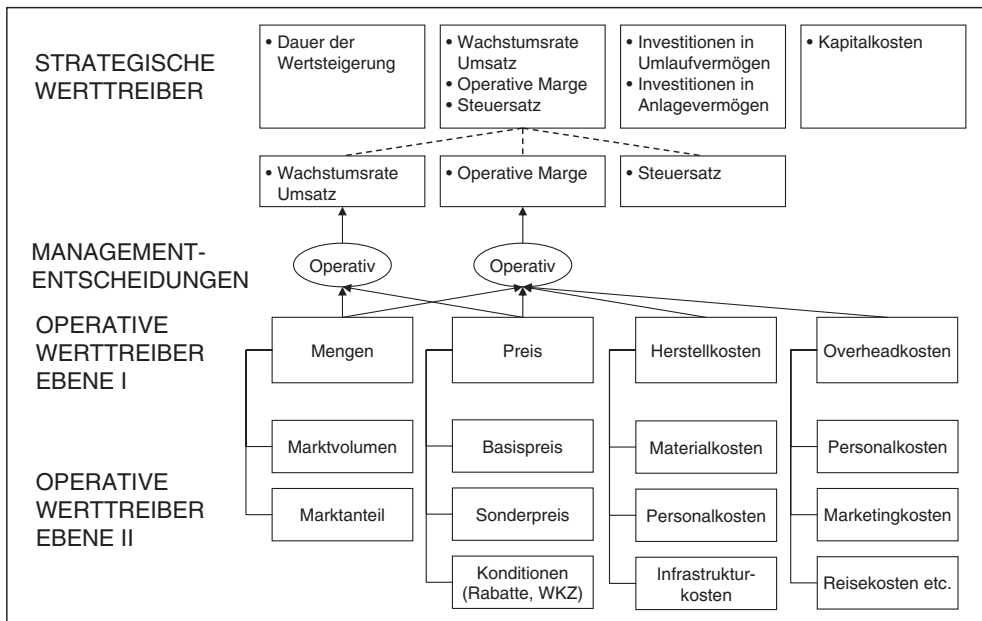 STRATEGISCHE
WERTTREIBER
• Dauer der
Wertsteigerung
• Wachstumsrate
Umsatz
• Operative Marge
• Steuersatz
• Investitionen in
Umlaufvermögen
• Investitionen in
Anlagevermögen
• Kapitalkosten
• Wachstumsrate
Umsatz
• Operative Marge
• Steuersatz
MANAGEMENT-
ENTSCHEIDUNGEN
Operativ
Operativ
OPERATIVE
WERTTREIBER
EBENE I
Mengen
Preis
Herstellkosten
Overheadkosten
OPERATIVE
WERTTREIBER
EBENE II
Marktvolumen
Basispreis
Materialkosten
Personalkosten
Marktanteil
Sonderpreis
Personalkosten
Marketingkosten
Konditionen
(Rabatte, WKZ)
Infrastruktur-
kosten
Reisekosten etc.